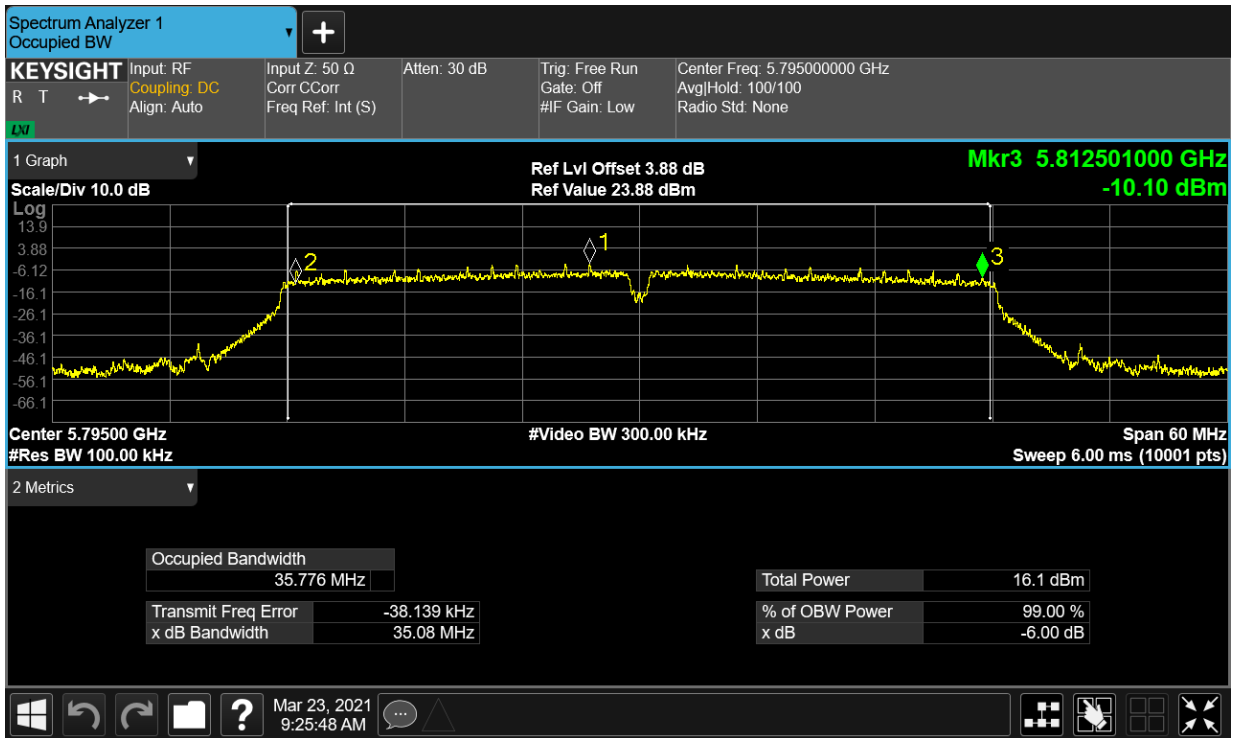 Spectrum Analyzer 1
Occupied BW
KEYSIGHT
R T
LXI
Input: RF
Coupling: DC
Align: Auto
Input Z: 50 Ω
Corr CCorr
Freq Ref: Int (S)
Atten: 30 dB
Trig: Free Run
Gate: Off
#IF Gain: Low
Center Freq: 5.795000000 GHz
Avg|Hold: 100/100
Radio Std: None
1 Graph
Ref Lvl Offset 3.88 dB
Mkr3 5.812501000 GHz
Scale/Div 10.0 dB
Ref Value 23.88 dBm
-10.10 dBm
Log
13.9
3.88
-6.12
-16.1
-26.1
-36.1
-46.1
-56.1
-66.1
2
1
3
Center 5.79500 GHz
#Video BW 300.00 kHz
Span 60 MHz
#Res BW 100.00 kHz
Sweep 6.00 ms (10001 pts)
2 Metrics
Occupied Bandwidth
35.776 MHz
Total Power 16.1 dBm
Transmit Freq Error -38.139 kHz
% of OBW Power 99.00 %
x dB Bandwidth 35.08 MHz
x dB -6.00 dB
?
Mar 23, 2021
9:25:48 AM